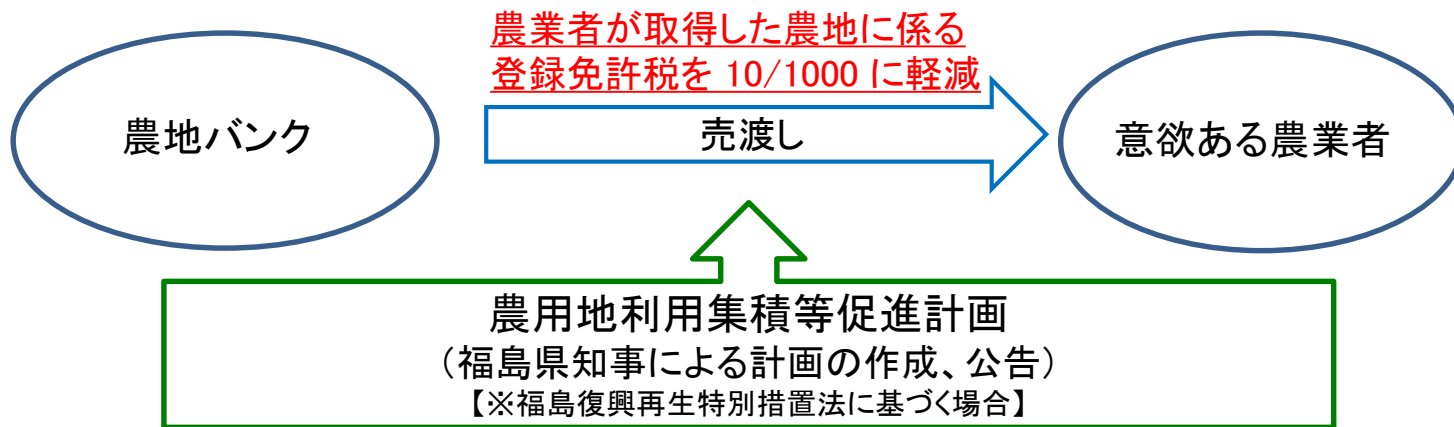 農業者が取得した農地に係る
登録免許税を 10/1000 に軽減
農地バンク
売渡し
意欲ある農業者
農用地利用集積等促進計画
（福島県知事による計画の作成、公告）
【※福島復興再生特別措置法に基づく場合】